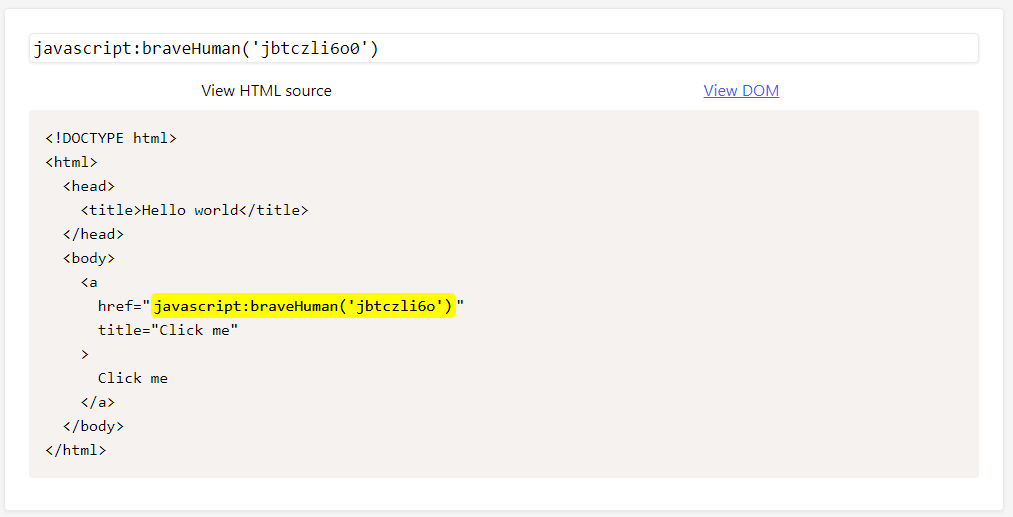 javascript:braveHuman('jbtczli6o0')
View HTML source View DOM
<!DOCTYPE html>
<html>
<head>
<title>Hello world</title>
</head>
<body>
<a
href="javascript:braveHuman('jbtczli6o')"
title="Click me"
>
Click me
</a>
</body>
</html>